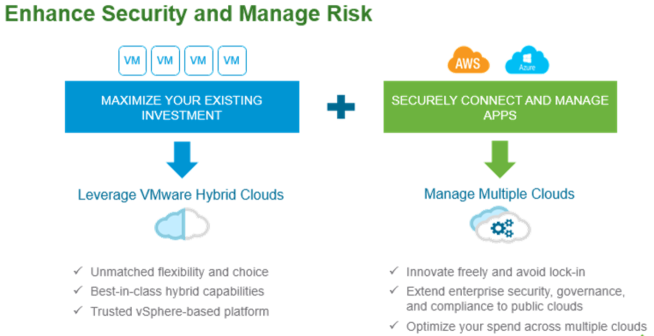 Enhance Security and Manage Risk
VM VM VM VM
AWS Azure
MAXIMIZE YOUR EXISTING
INVESTMENT
SECURELY CONNECT AND MANAGE
APPS
Leverage VMware Hybrid Clouds
Manage Multiple Clouds
✓ Unmatched flexibility and choice
✓ Best-in-class hybrid capabilities
✓ Trusted vSphere-based platform
✓ Innovate freely and avoid lock-in
✓ Extend enterprise security, governance,
and compliance to public clouds
✓ Optimize your spend across multiple clouds